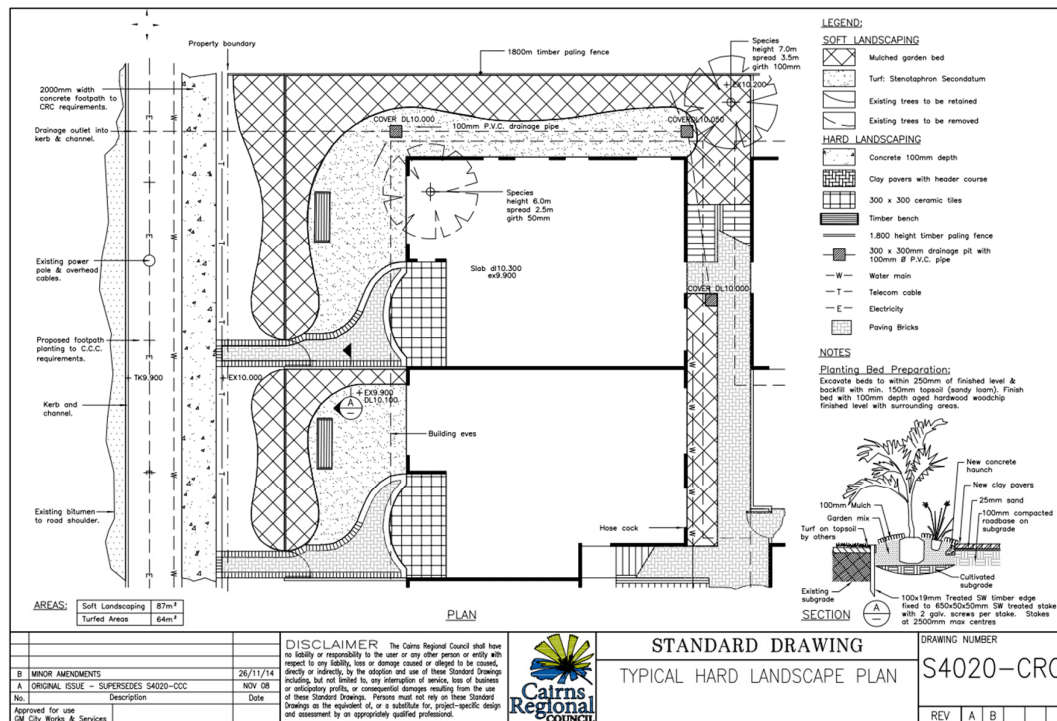 Property boundary
1800m timber paling fence
Species
height 7.0m
spread 3.5m
girth 100mm
EX10.200
2000mm width
concrete footpath to
CRC requirements.
Drainage outlet into
kerb & channel.
COVER DL10.000
100mm P.V.C. drainage pipe
COVER DL10.050
Species
height 6.0m
spread 2.5m
girth 50mm
Existing power
pole & overhead
cables.
Slab dl10.300
ex9.900
COVER DL10.000
Proposed footpath
planting to C.C.C.
requirements.
TK9.900
EX10.000
EX9.900
DL10.100
A
Kerb and
channel.
Building eves
Existing bitumen
to road shoulder.
Hose cock
E
E
E
E
W
W
W
W
T
T
T
T
W
W
W
AREAS:
Soft Landscaping 87m²
Turfed Areas 64m²
PLAN
LEGEND:
SOFT LANDSCAPING
Mulched garden bed
Turf: Stenotaphron Secondatum
Existing trees to be retained
Existing trees to be removed
HARD LANDSCAPING
Concrete 100mm depth
Clay pavers with header course
300 x 300 ceramic tiles
Timber bench
1.800 height timber paling fence
300 x 300mm drainage pit with
100mm Ø P.V.C. pipe
—W— Water main
—T— Telecom cable
—E— Electricity
Paving Bricks
NOTES
Planting Bed Preparation:
Excavate beds to within 250mm of finished level &
backfill with min. 150mm topsoil (sandy loam). Finish
bed with 100mm depth aged hardwood woodchip
finished level with surrounding areas.
New concrete
haunch
New clay pavers
25mm sand
100mm compacted
roadbase on
subgrade
100mm Mulch
Garden mix
Turf on topsoil
by others
Cultivated
subgrade
Existing
subgrade
100x19mm Treated SW timber edge
fixed to 650x50x50mm SW treated stake
with 2 galv. screws per stake. Stakes
at 2500mm max centres
SECTION A
B MINOR AMENDMENTS 26/11/14
A ORIGINAL ISSUE – SUPERSEDES S4020-CCC NOV 08
No. Description Date
Approved for use
GM City Works & Services
DISCLAIMER The Cairns Regional Council shall have
no liability or responsibility to the user or any other person or entity with
respect to any liability, loss or damage caused or alleged to be caused,
directly or indirectly, by the adoption and use of these Standard Drawings
including, but not limited to, any interruption of service, loss of business
or anticipatory profits, or consequential damages resulting from the use
of these Standard Drawings. Persons must not rely on these Standard
Drawings as the equivalent of, or a substitute for, project-specific design
and assessment by an appropriately qualified professional.
Cairns
Regional
COUNCIL
STANDARD DRAWING
TYPICAL HARD LANDSCAPE PLAN
DRAWING NUMBER
S4020-CRC
REV A B